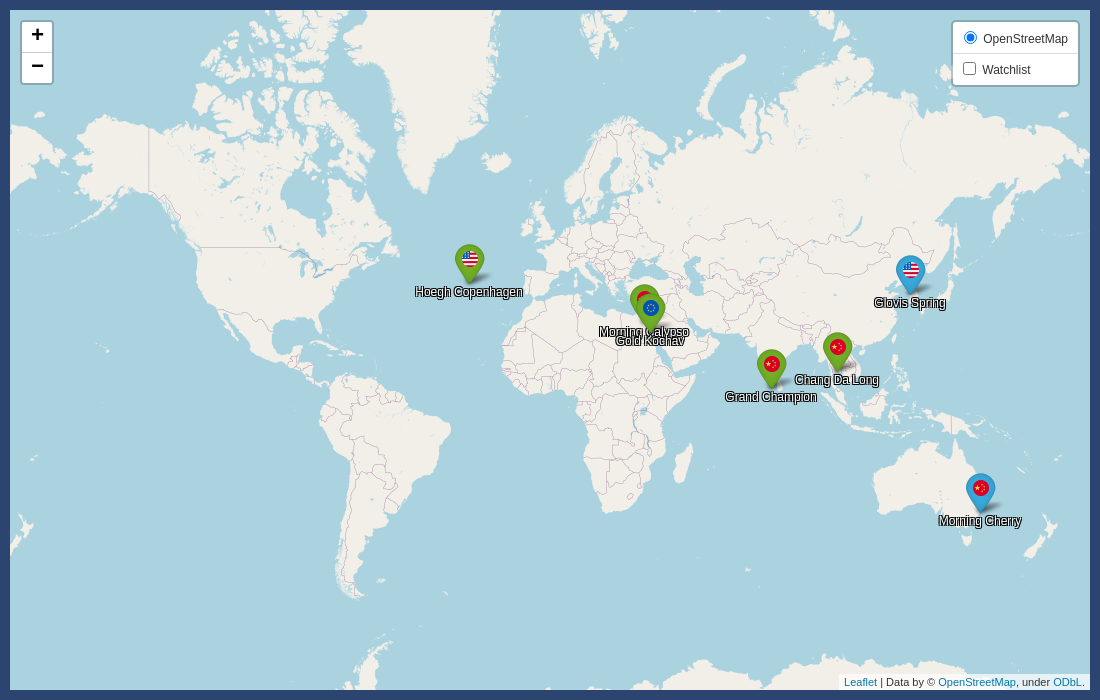 +
−
OpenStreetMap
Watchlist
Hoegh Copenhagen
Glovis Spring
Morning Calypso
Gold Kochav
Chang Da Long
Grand Champion
Morning Cherry
Leaflet | Data by © OpenStreetMap, under ODbL.